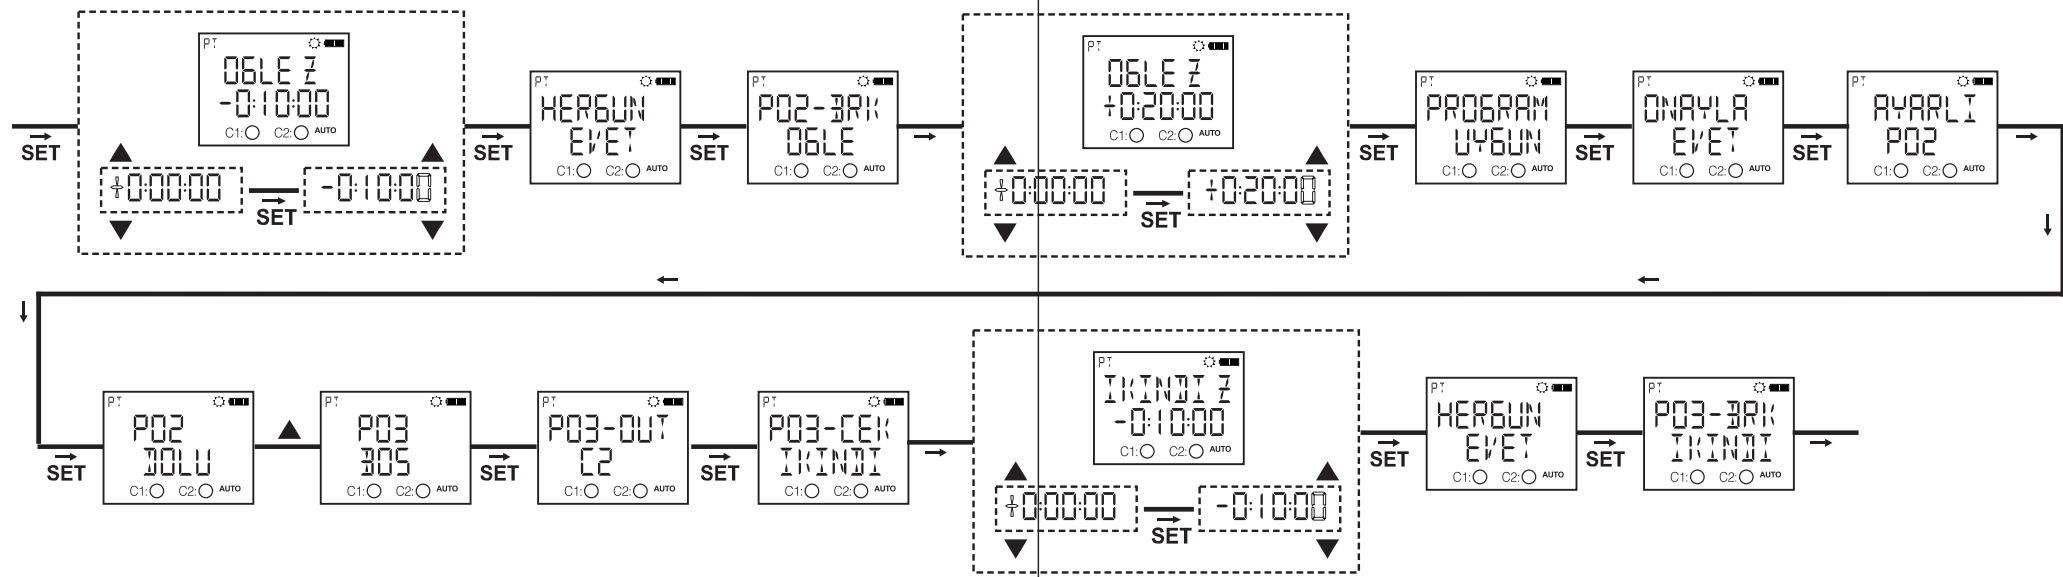 SET
PT
OGLE Z
-0:10:00
C1: C2: AUTO
+0:00:00
SET
-0:10:00
SET
PT
HERGUN
EVET
C1: C2: AUTO
SET
PT
P02-BRK
OGLE
C1: C2: AUTO
PT
OGLE Z
+0:20:00
C1: C2: AUTO
+0:00:00
SET
+0:20:00
SET
PT
PROGRAM
UYGUN
C1: C2: AUTO
SET
PT
ONAYLA
EVET
C1: C2: AUTO
SET
PT
AYARLI
P02
C1: C2: AUTO
SET
PT
P02
DOLU
C1: C2: AUTO
PT
P03
BOS
C1: C2: AUTO
SET
PT
P03-OUT
C2
C1: C2: AUTO
SET
PT
P03-CEK
IKINDI
C1: C2: AUTO
PT
IKINDI Z
-0:10:00
C1: C2: AUTO
+0:00:00
SET
-0:10:00
SET
PT
HERGUN
EVET
C1: C2: AUTO
SET
PT
P03-BRK
IKINDI
C1: C2: AUTO